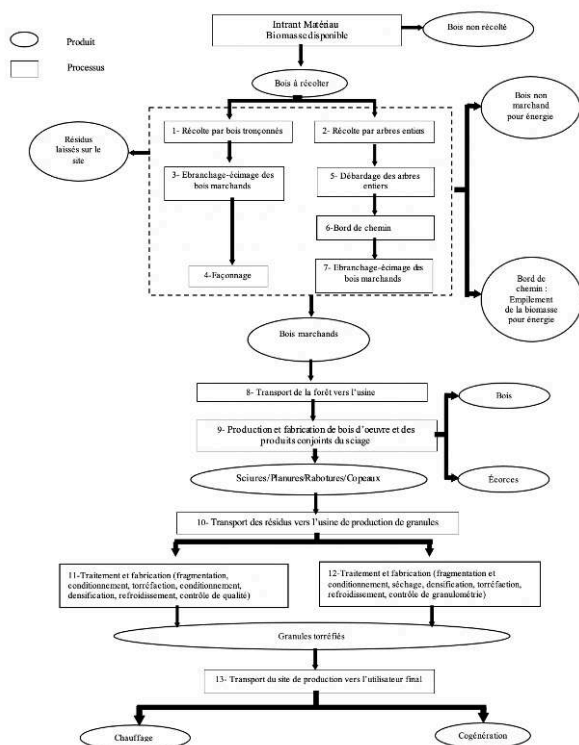 Produit
Processus
Intrant Matériau
Biomasse disponible
Bois non récolté
Bois à récolter
Bois non
marchand
pour énergie
Résidus
laissés sur le
site
1- Récolte par bois tronçonnés
2- Récolte par arbres entiers
3- Ebranchage-écimage des
bois marchands
5- Débardage des arbres
entiers
6-Bord de chemin
4-Façonnage
7- Ebranchage-écimage des
bois marchands
Bord de
chemin :
Empilement
de la biomasse
pour énergie
Bois marchands
8- Transport de la forêt vers l'usine
Bois
9- Production et fabrication de bois d'oeuvre et des
produits conjoints du sciage
Sciures/Planures/Rabotures/Copeaux
Écorces
10- Transport des résidus vers l'usine de production de granules
11-Traitement et fabrication (fragmentation,
conditionnement, torréfaction, conditionnement,
densification, refroidissement, contrôle de qualité)
12-Traitement et fabrication (fragmentation et
conditionnement, séchage, densification, torréfaction,
refroidissement, contrôle de granulométrie)
Granules torréfiés
13- Transport du site de production vers l'utilisateur final
Chauffage
Cogénération